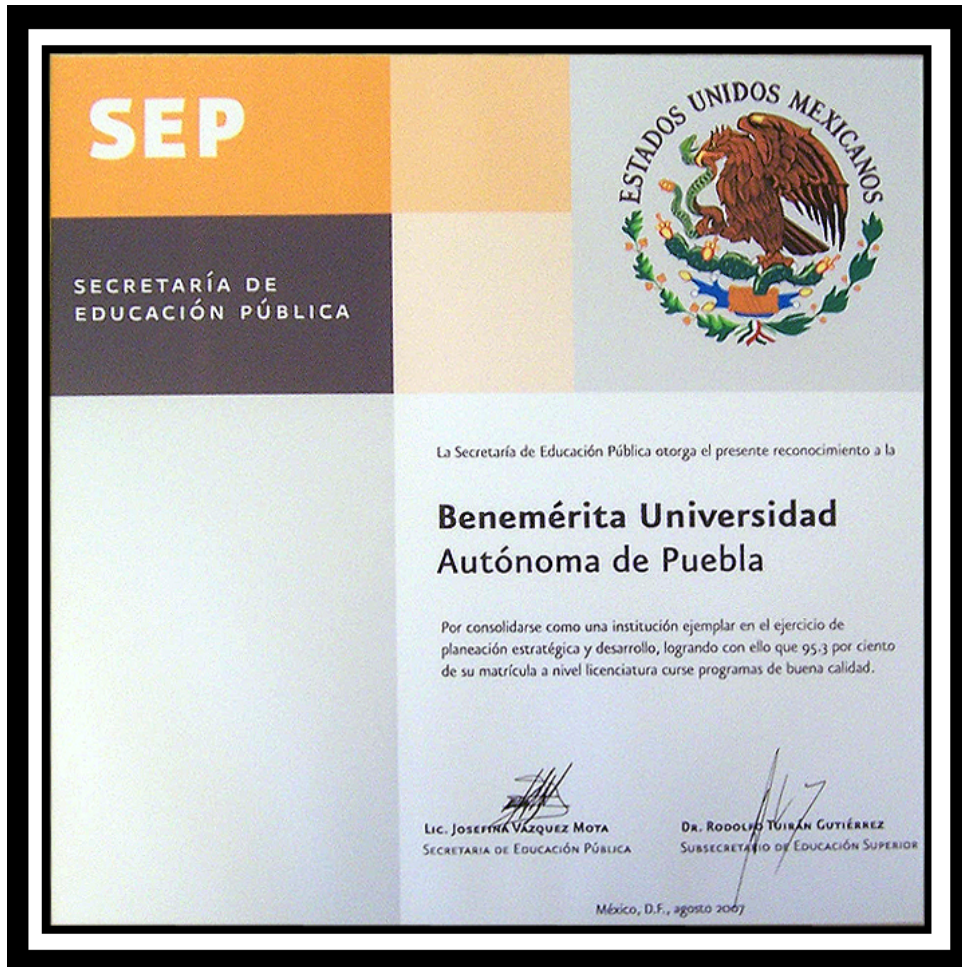 SEP
ESTADOS UNIDOS MEXICANOS
SECRETARÍA DE
EDUCACIÓN PÚBLICA
La Secretaría de Educación Pública otorga el presente reconocimiento a la
Benemérita Universidad
Autónoma de Puebla
Por consolidarse como una institución ejemplar en el ejercicio de
planeación estratégica y desarrollo, logrando con ello que 95.3 por ciento
de su matrícula a nivel licenciatura curse programas de buena calidad.
Lic. Josefina Vázquez Mota
Secretaria de Educación Pública
Dr. Rodolfo Tuirán Gutiérrez
Subsecretario de Educación Superior
México, D.F., agosto 2007